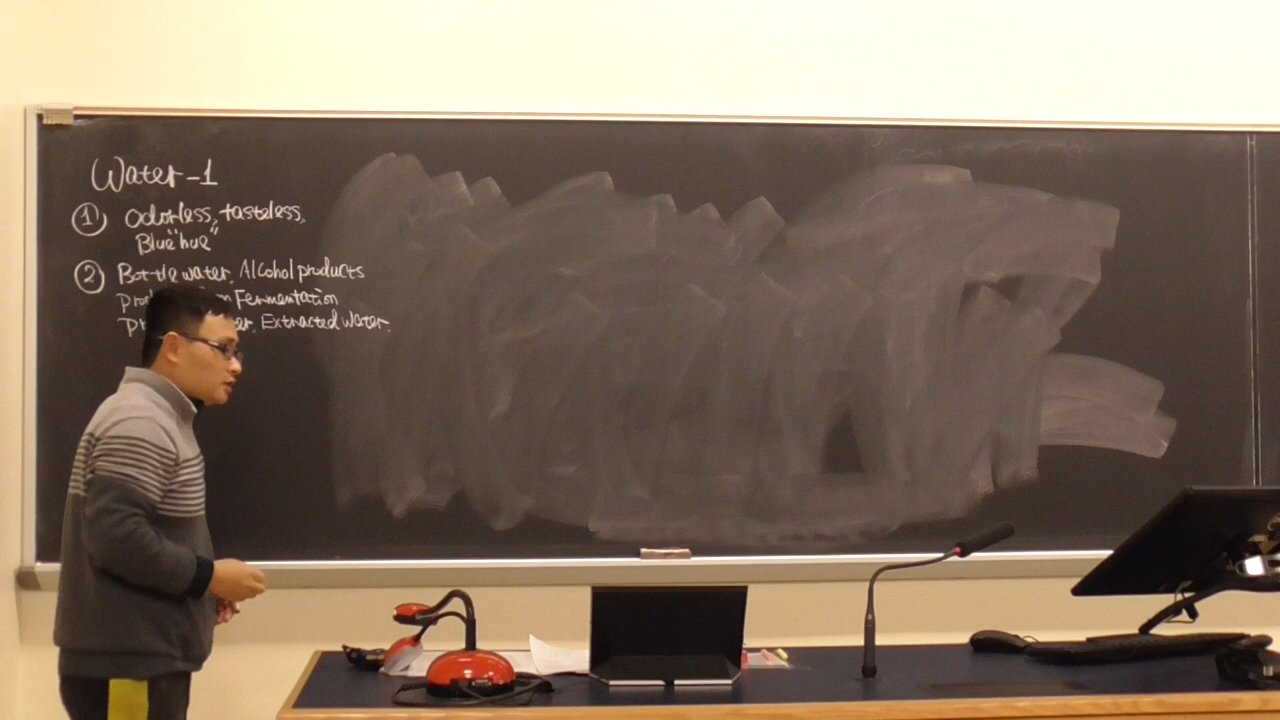 Water-1
① Odorless, tasteless,
Blue "hue"
② Bottle water, Alcohol products
Fermentation
Extracted water.